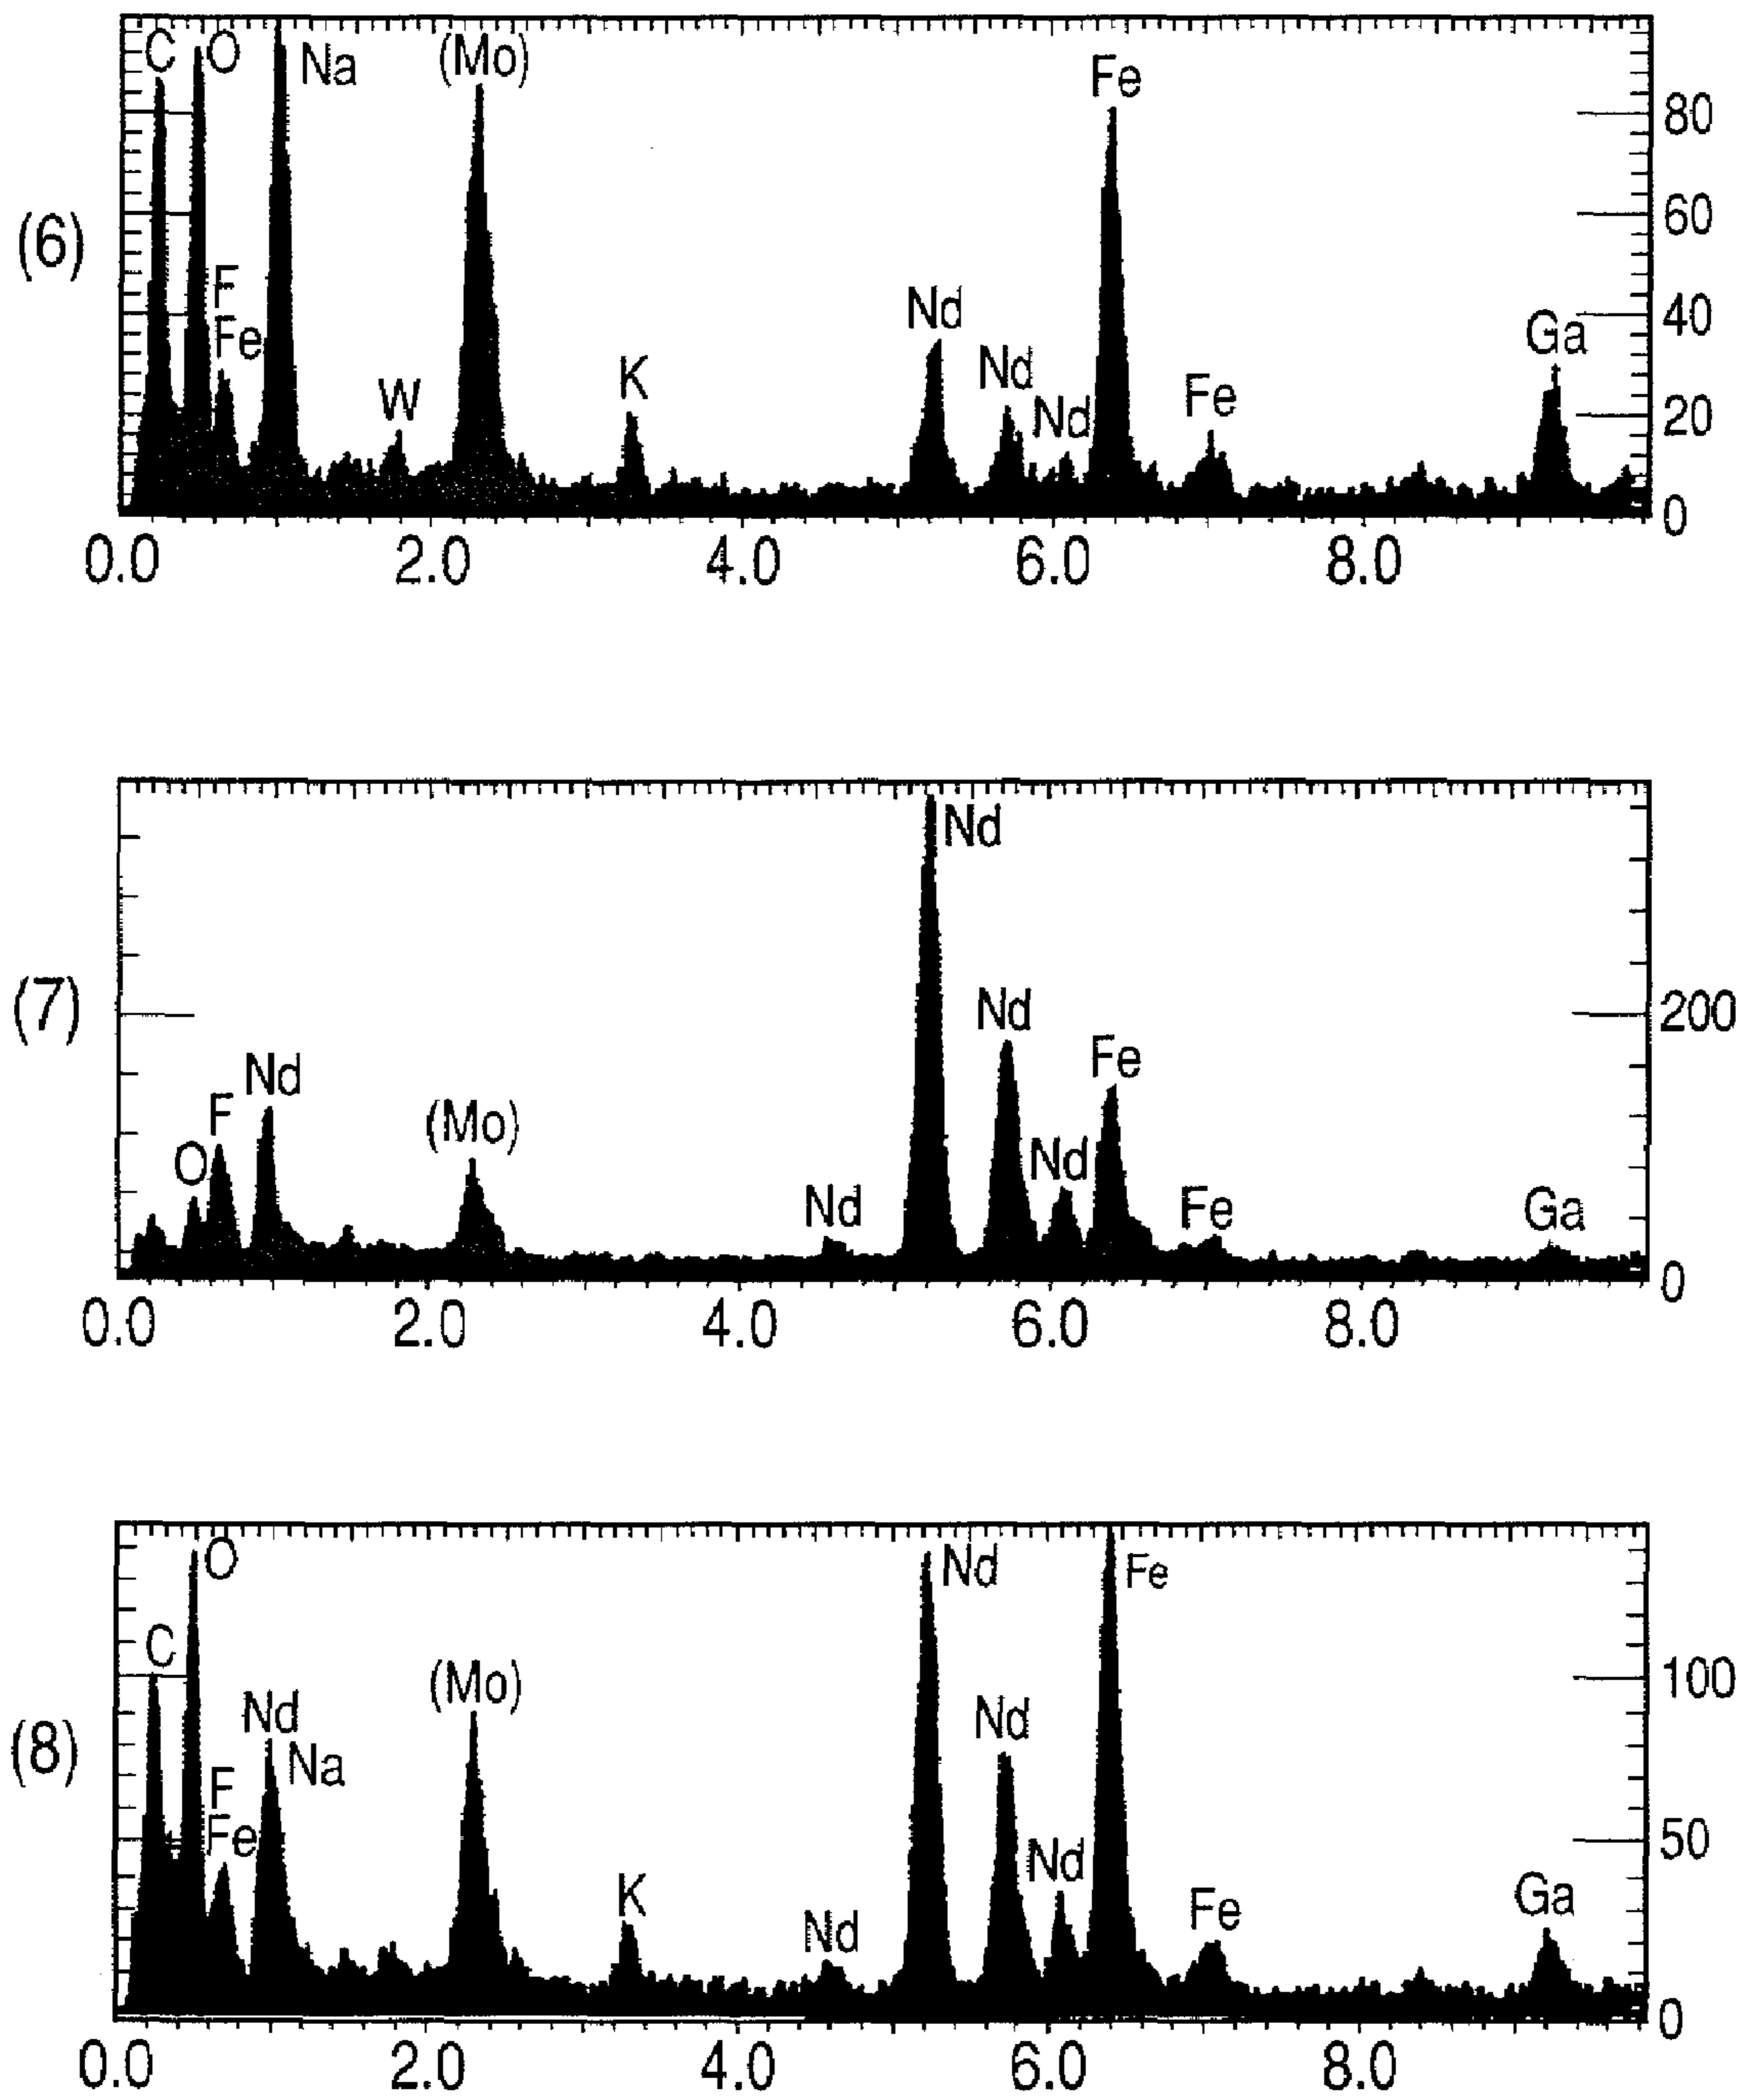 C O Na (Mo) Fe
80
(6) 60
F
Fe W K Nd Nd Nd Fe Ga
40
20
0
0.0 2.0 4.0 6.0 8.0
Nd
(7) 200
O F Nd (Mo) Nd Nd Nd Fe Fe Ga
0
0.0 2.0 4.0 6.0 8.0
O Nd Fe
C
Nd
Na (Mo) Nd 100
(8)
F
Fe 50
K Nd Nd Fe Ga
0
0.0 2.0 4.0 6.0 8.0